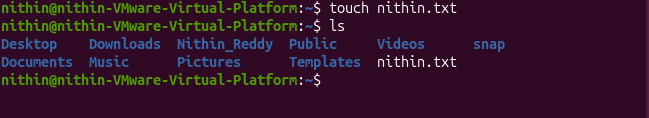 nithin@nithin-VMware-Virtual-Platform:~$ touch nithin.txt
nithin@nithin-VMware-Virtual-Platform:~$ ls
Desktop    Downloads  Nithin_Reddy  Public     Videos      snap
Documents  Music      Pictures      Templates  nithin.txt
nithin@nithin-VMware-Virtual-Platform:~$